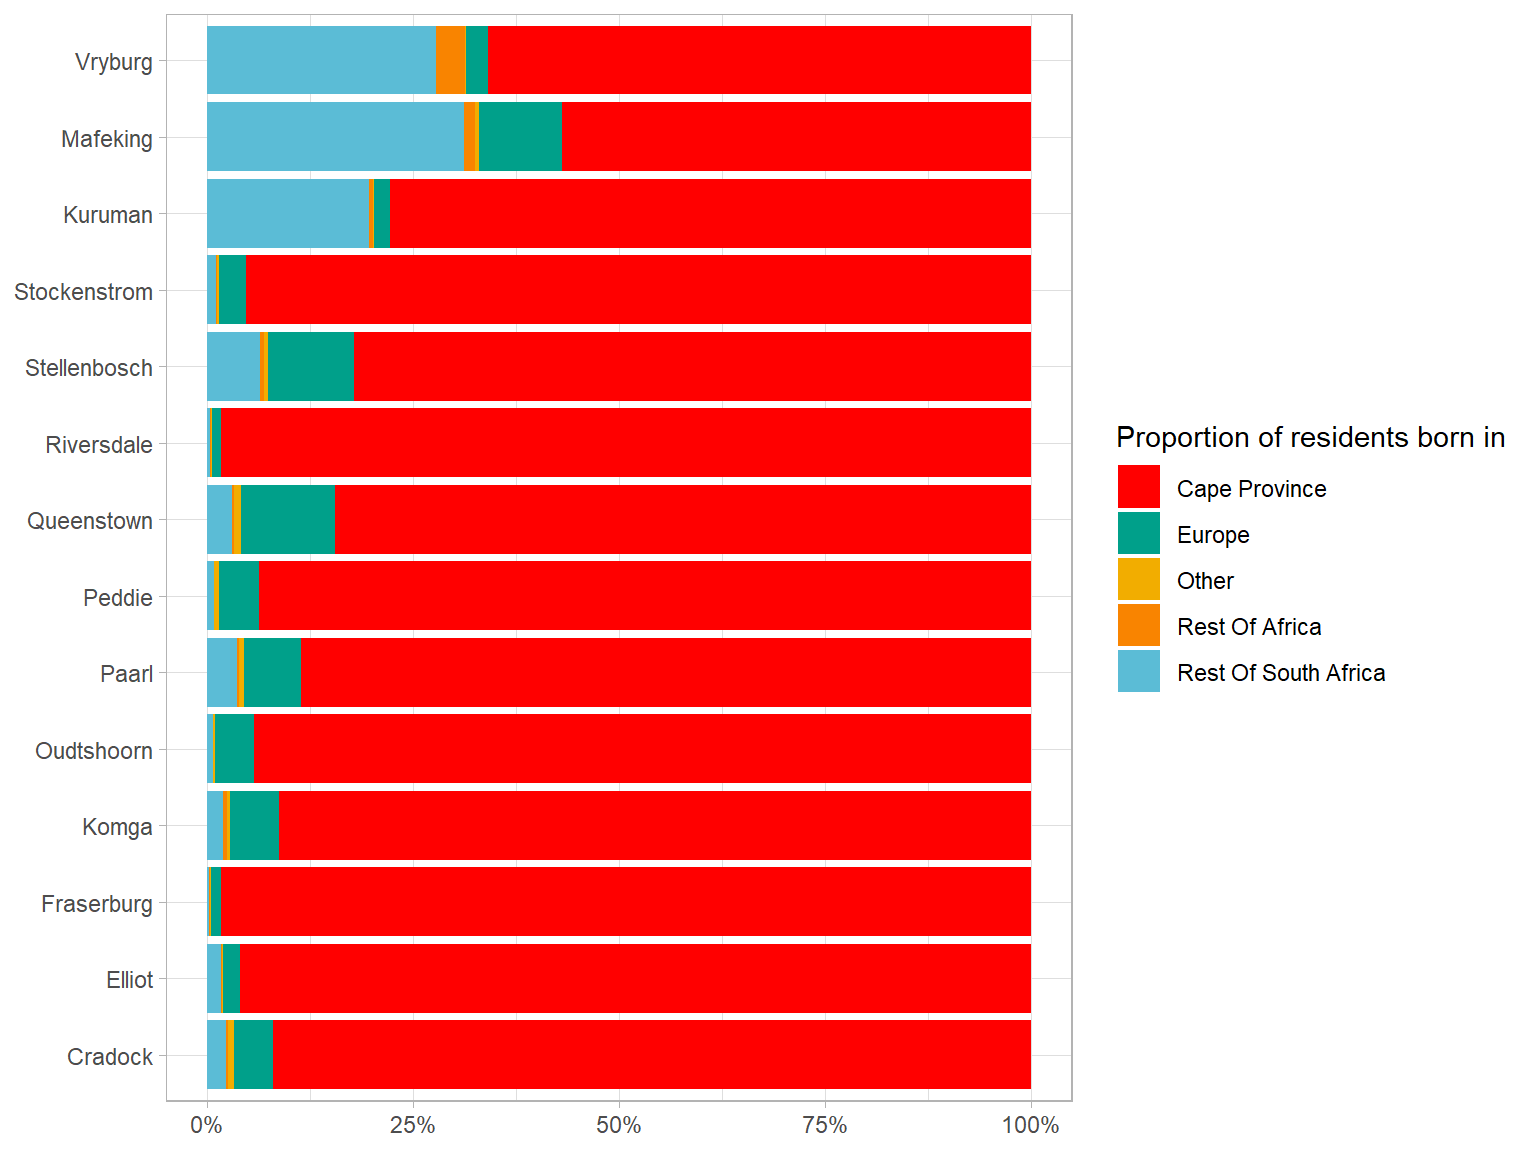 Vryburg
Mafeking
Kuruman
Stockenstrom
Stellenbosch
Riversdale
Queenstown
Peddie
Paarl
Oudtshoorn
Komga
Fraserburg
Elliot
Cradock
0% 25% 50% 75% 100%
Proportion of residents born in
Cape Province
Europe
Other
Rest Of Africa
Rest Of South Africa